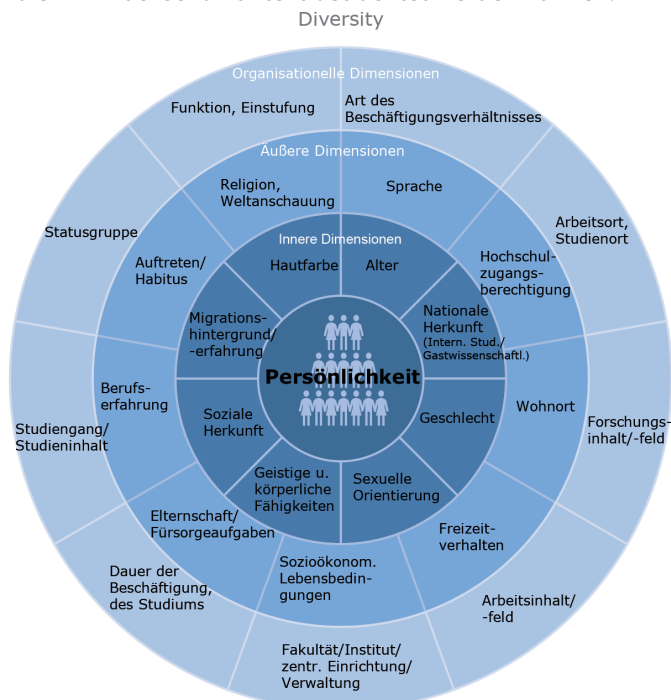 Diversity
Organisationelle Dimensionen
Funktion, Einstufung
Art des
Beschäftigungsverhältnisses
Äußere Dimensionen
Religion,
Weltanschauung
Sprache
Statusgruppe
Arbeitsort,
Studienort
Auftreten/
Habitus
Innere Dimensionen
Hochschul-
zugangs-
berechtigung
Hautfarbe
Alter
Migrations-
hintergrund/
-erfahrung
Nationale
Herkunft
(Intern. Stud./
Gastwissenschaftl.)
Persönlichkeit
Berufs-
erfahrung
Wohnort
Studiengang/
Studieninhalt
Soziale
Herkunft
Geschlecht
Forschungs-
inhalt/-feld
Geistige u.
körperliche
Fähigkeiten
Sexuelle
Orientierung
Elternschaft/
Fürsorgeaufgaben
Freizeit-
verhalten
Sozioökonom.
Lebensbedin-
gungen
Dauer der
Beschäftigung,
des Studiums
Arbeitsinhalt/
-feld
Fakultät/Institut/
zentr. Einrichtung/
Verwaltung